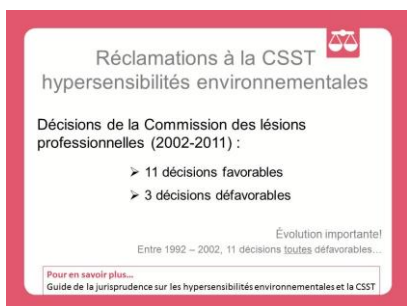 Réclamations à la CSST
hypersensibilités environnementales
Décisions de la Commission des lésions
professionnelles (2002-2011) :
➢ 11 décisions favorables
➢ 3 décisions défavorables
Évolution importante!
Entre 1992 – 2002, 11 décisions toutes défavorables...
Pour en savoir plus...
Guide de la jurisprudence sur les hypersensibilités environnementales et la CSST